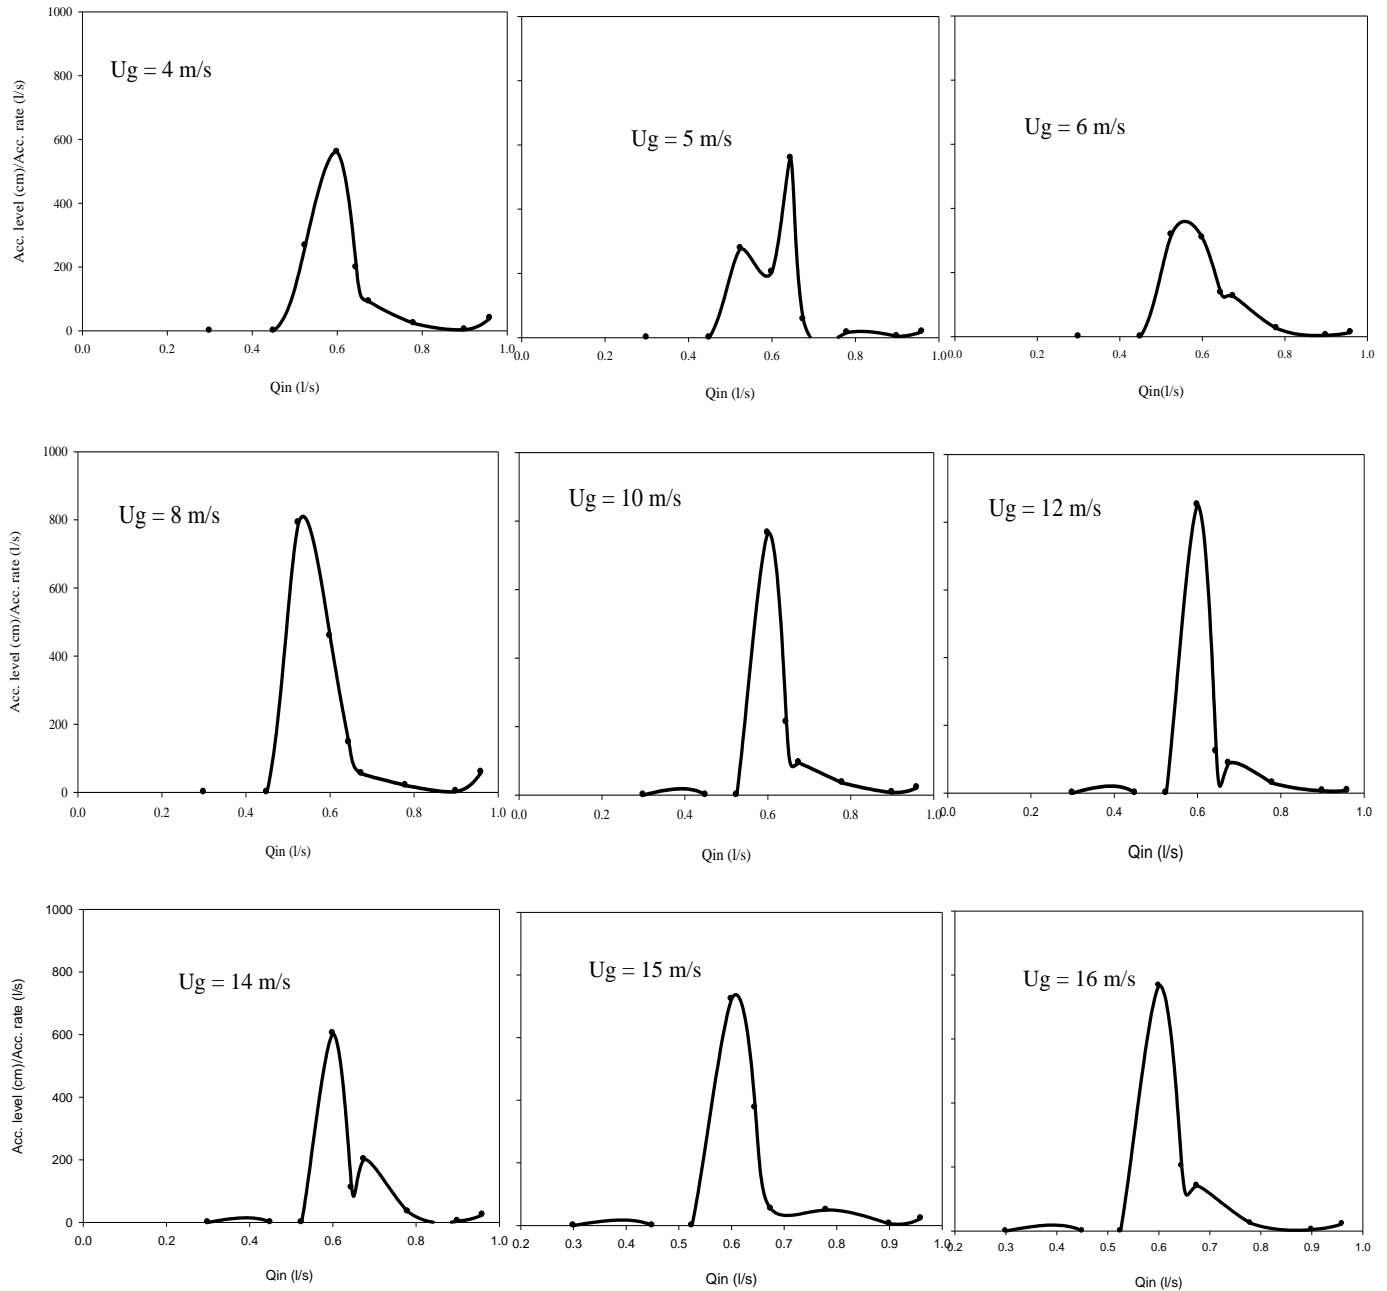 1000
800
600
400
200
0
Acc. level (cm)/Acc. rate (l/s)
Ug = 4 m/s
0.0 0.2 0.4 0.6 0.8 1.0
Qin (l/s)
Ug = 5 m/s
0.0 0.2 0.4 0.6 0.8 1.0
Qin (l/s)
Ug = 6 m/s
0.0 0.2 0.4 0.6 0.8 1.0
Qin(l/s)
1000
800
600
400
200
0
Acc. level (cm)/Acc. rate (l/s)
Ug = 8 m/s
0.0 0.2 0.4 0.6 0.8 1.0
Qin (l/s)
Ug = 10 m/s
0.0 0.2 0.4 0.6 0.8 1.0
Qin (l/s)
Ug = 12 m/s
0.0 0.2 0.4 0.6 0.8 1.0
Qin (l/s)
1000
800
600
400
200
0
Acc. level (cm)/Acc. rate (l/s)
Ug = 14 m/s
0.0 0.2 0.4 0.6 0.8 1.0
Qin (l/s)
Ug = 15 m/s
0.2 0.3 0.4 0.5 0.6 0.7 0.8 0.9 1.0
Qin (l/s)
Ug = 16 m/s
0.2 0.3 0.4 0.5 0.6 0.7 0.8 0.9 1.0
Qin (l/s)